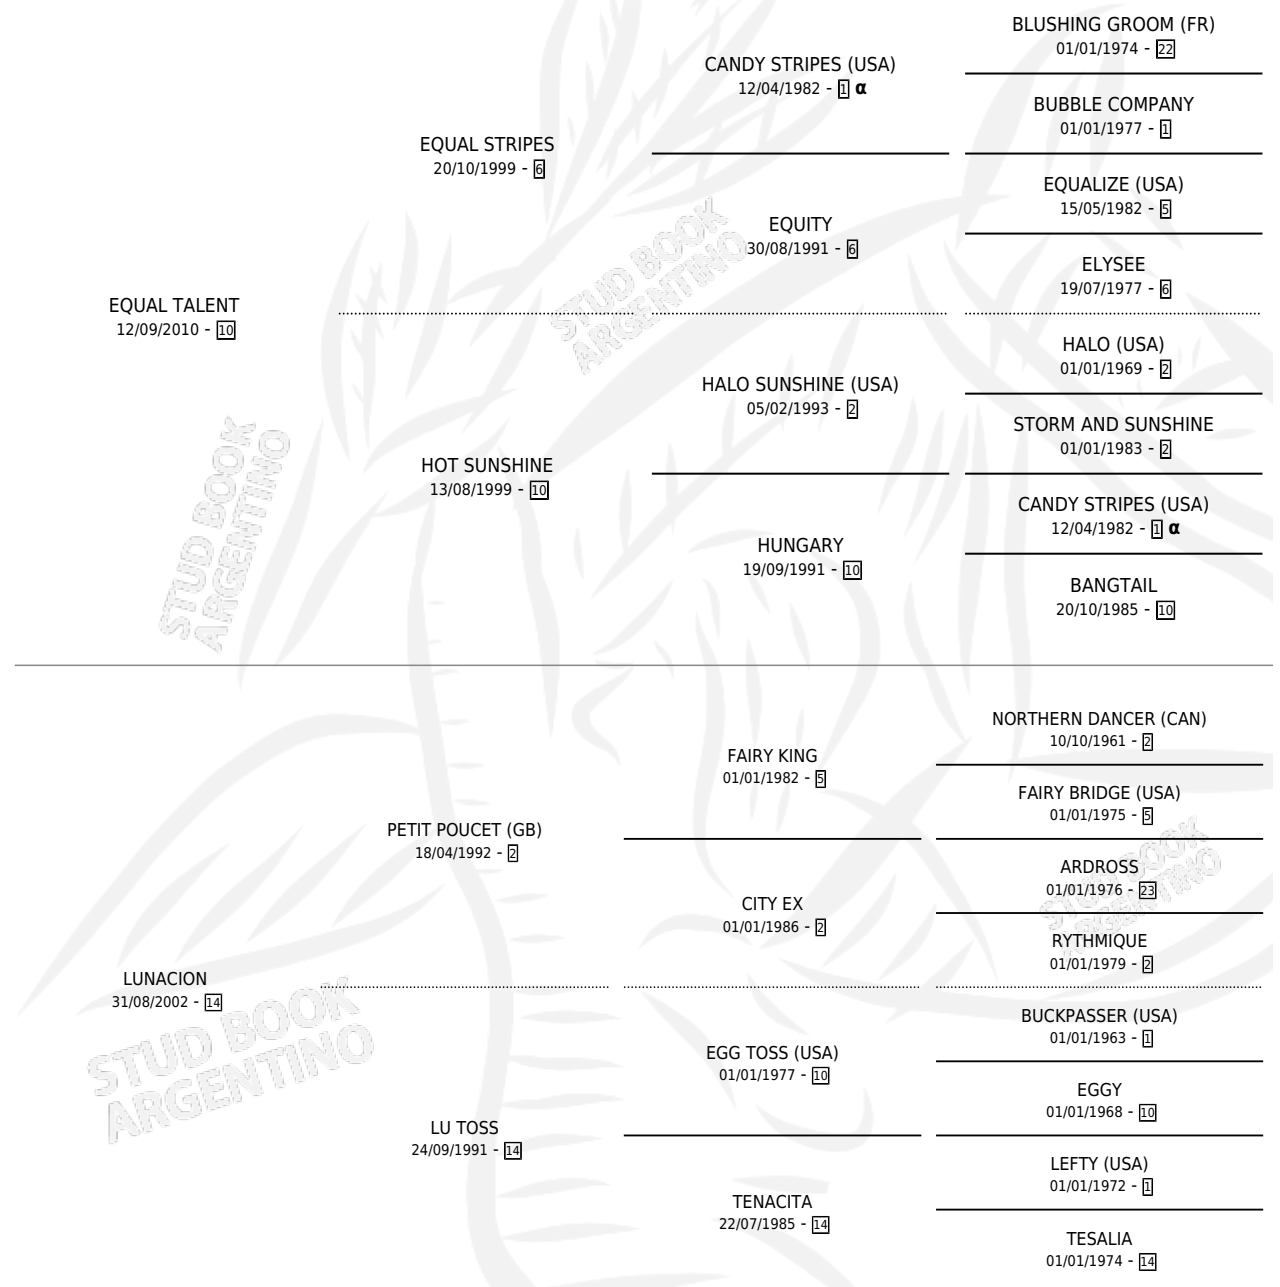 BLUSHING GROOM (FR)
01/01/1974 - 22
CANDY STRIPES (USA)
12/04/1982 - 1 α
BUBBLE COMPANY
01/01/1977 - 1
EQUAL STRIPES
20/10/1999 - 6
EQUALIZE (USA)
15/05/1982 - 5
EQUITY
30/08/1991 - 6
ELYSEE
19/07/1977 - 6
EQUAL TALENT
12/09/2010 - 10
HALO (USA)
01/01/1969 - 2
HALO SUNSHINE (USA)
05/02/1993 - 2
STORM AND SUNSHINE
01/01/1983 - 2
HOT SUNSHINE
13/08/1999 - 10
CANDY STRIPES (USA)
12/04/1982 - 1 α
HUNGARY
19/09/1991 - 10
BANGTAIL
20/10/1985 - 10
NORTHERN DANCER (CAN)
10/10/1961 - 2
FAIRY KING
01/01/1982 - 5
FAIRY BRIDGE (USA)
01/01/1975 - 5
PETIT POUCET (GB)
18/04/1992 - 2
ARDROSS
01/01/1976 - 23
CITY EX
01/01/1986 - 2
RYTHMIQUE
01/01/1979 - 2
LUNACION
31/08/2002 - 14
BUCKPASSER (USA)
01/01/1963 - 1
EGG TOSS (USA)
01/01/1977 - 10
EGGY
01/01/1968 - 10
LU TOSS
24/09/1991 - 14
LEFTY (USA)
01/01/1972 - 1
TENACITA
22/07/1985 - 14
TESALIA
01/01/1974 - 14
STUD BOOK
ARGENTINO
STUD BOOK
ARGENTINO
STUD BOOK
ARGENTINO
STUD BOOK
ARGENTINO